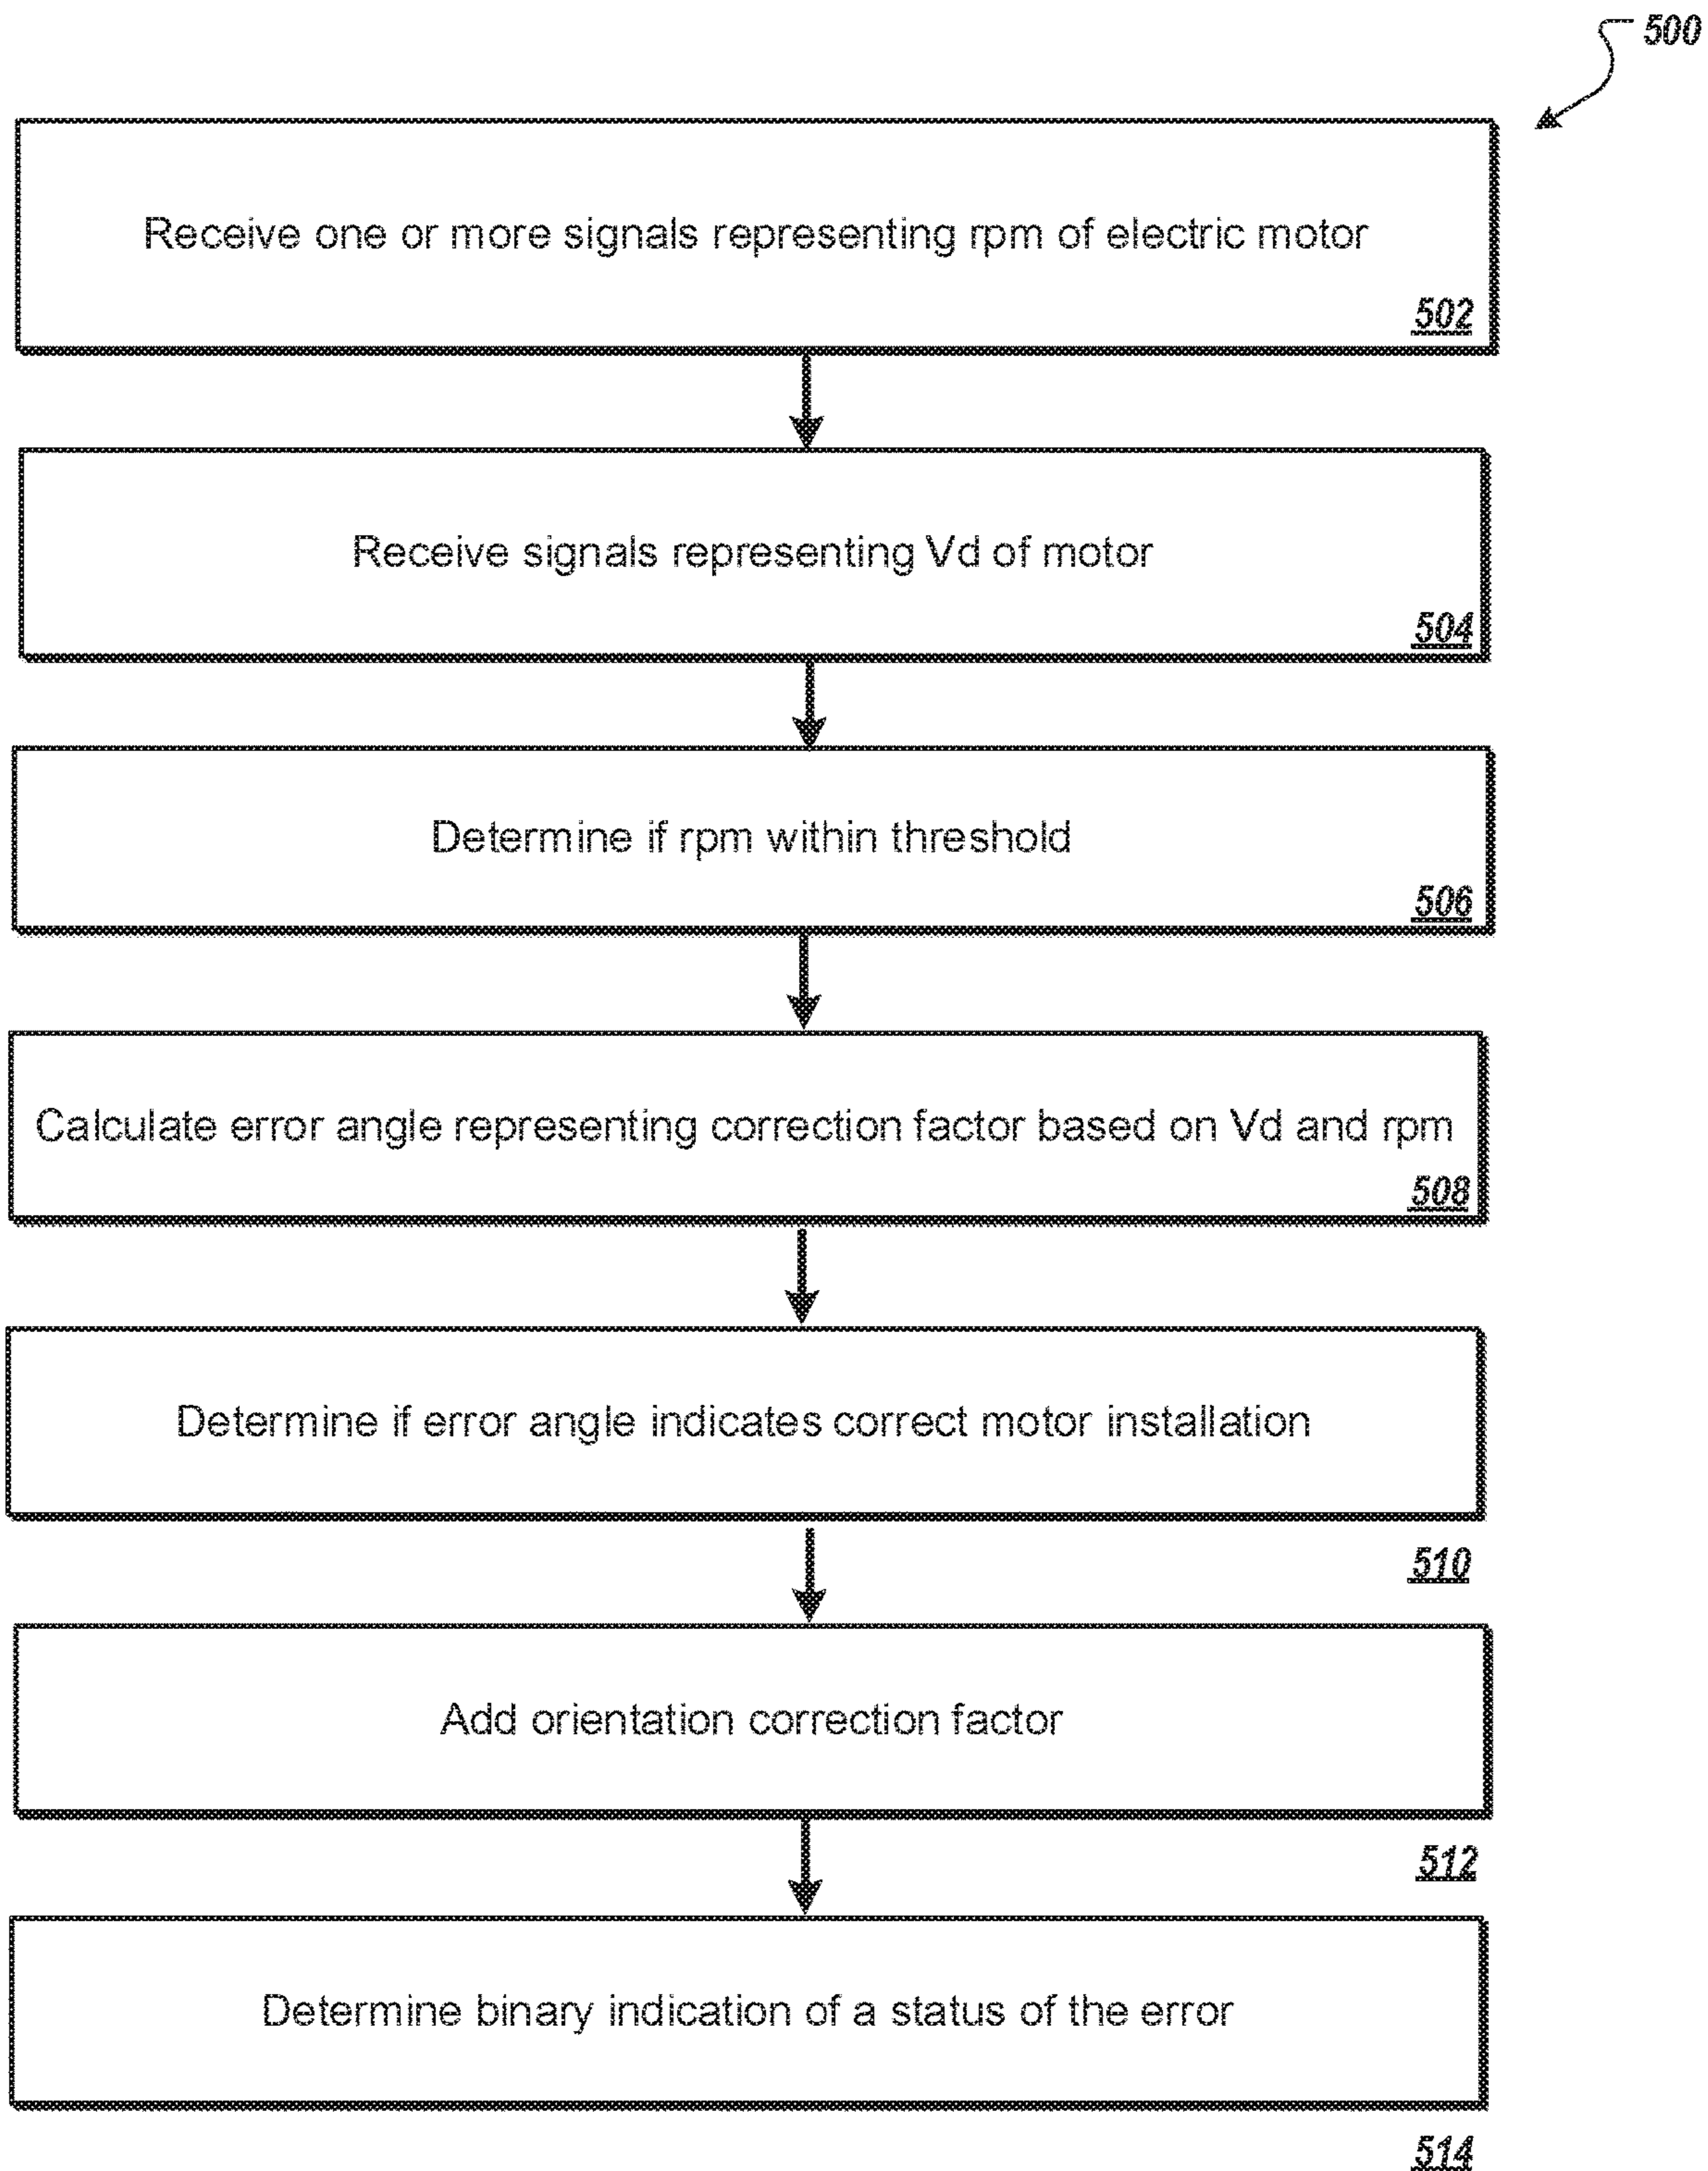 500
Receive one or more signals representing rpm of electric motor
502
Receive signals representing Vd of motor
504
Determine if rpm within threshold
506
Calculate error angle representing correction factor based on Vd and rpm
508
Determine if error angle indicates correct motor installation
510
Add orientation correction factor
512
Determine binary indication of a status of the error
514